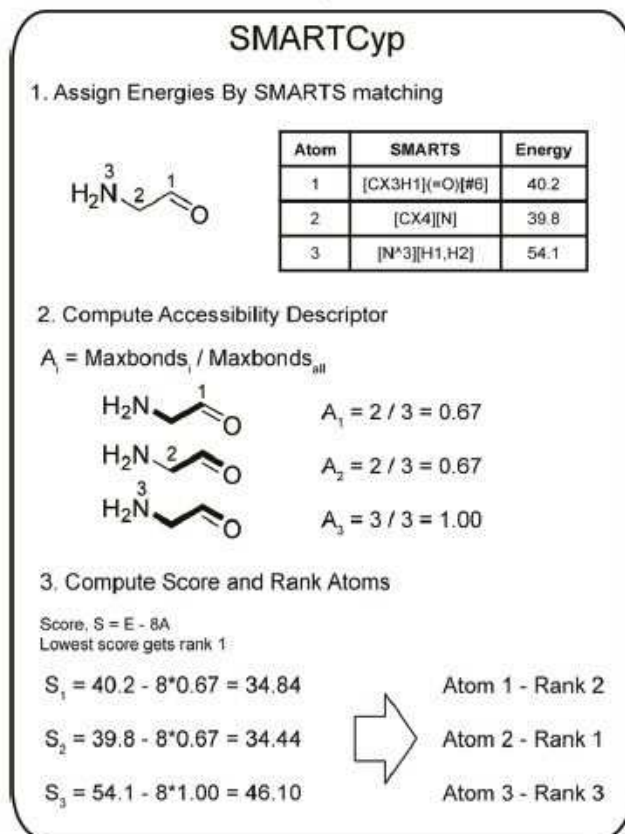 SMARTCyp
1. Assign Energies By SMARTS matching
3
H₂N
2
1
O
Atom SMARTS Energy
1 [CX3H1](=O)[#6] 40.2
2 [CX4][N] 39.8
3 [N^3][H1,H2] 54.1
2. Compute Accessibility Descriptor
Aᵢ = Maxbondsᵢ / Maxbondsₐₗₗ
H₂N 1 O A₁ = 2 / 3 = 0.67
H₂N 2 O A₂ = 2 / 3 = 0.67
3
H₂N O A₃ = 3 / 3 = 1.00
3. Compute Score and Rank Atoms
Score, S = E - 8A
Lowest score gets rank 1
S₁ = 40.2 - 8*0.67 = 34.84 Atom 1 - Rank 2
S₂ = 39.8 - 8*0.67 = 34.44 Atom 2 - Rank 1
S₃ = 54.1 - 8*1.00 = 46.10 Atom 3 - Rank 3